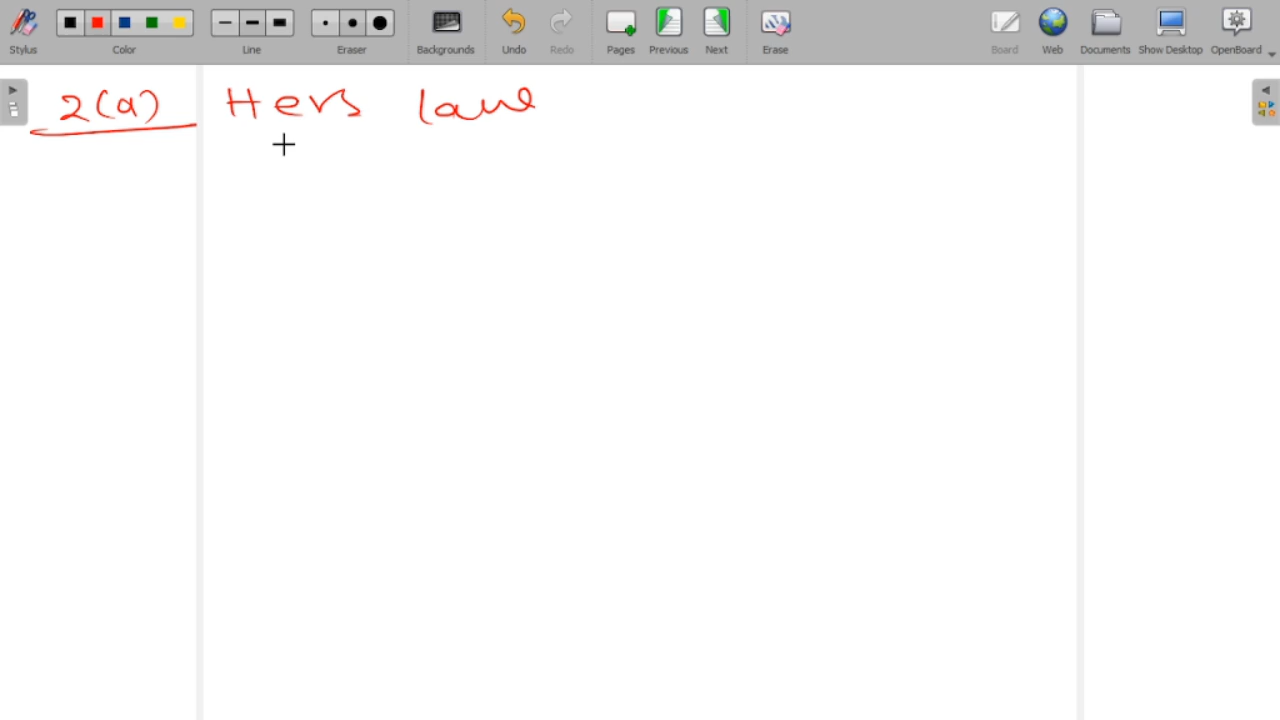 Stylus Color Line Eraser Backgrounds Undo Redo Pages Previous Next Erase Board Web Documents Show Desktop OpenBoard
2(a) Hers law